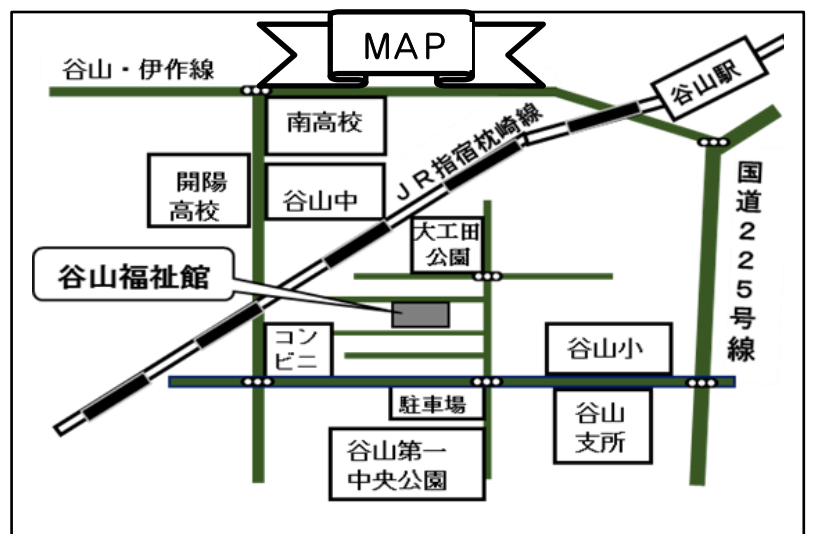 MAP
谷山・伊作線
谷山駅
南高校
JR指宿枕崎線
開陽
高校
谷山中
国道225号線
大工田
公園
谷山福祉館
コン
ビニ
谷山小
駐車場
谷山
支所
谷山第一
中央公園